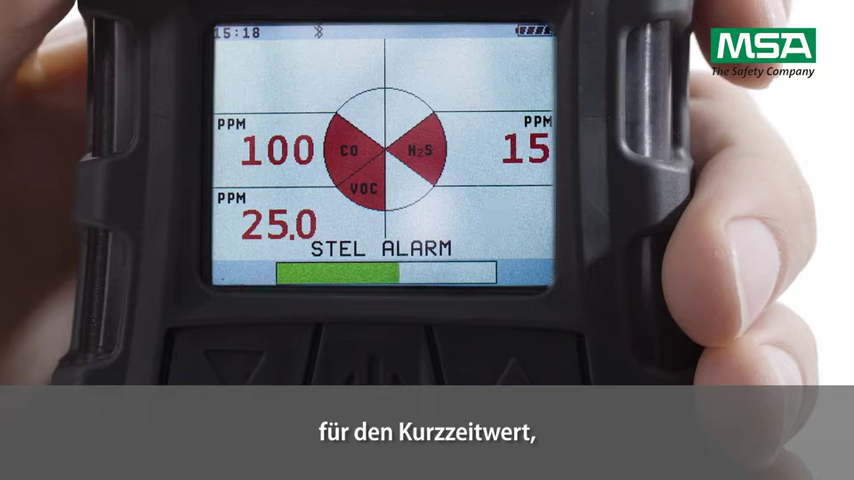 15:18
MSA
The Safety Company
PPM
100
CO
H₂S
PPM
15
PPM
25.0
VOC
STEL ALARM
für den Kurzzeitwert,